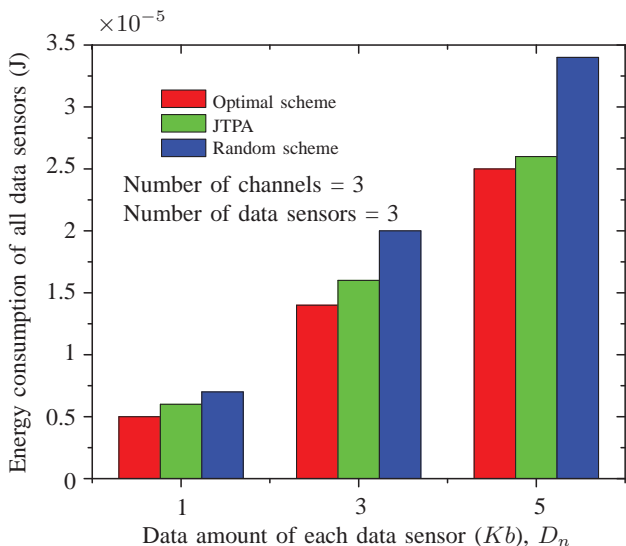 ×10⁻⁵
3.5
3
2.5
2
1.5
1
0.5
0
Energy consumption of all data sensors (J)
Optimal scheme
JTPA
Random scheme
Number of channels = 3
Number of data sensors = 3
1 3 5
Data amount of each data sensor (Kb), Dₙ